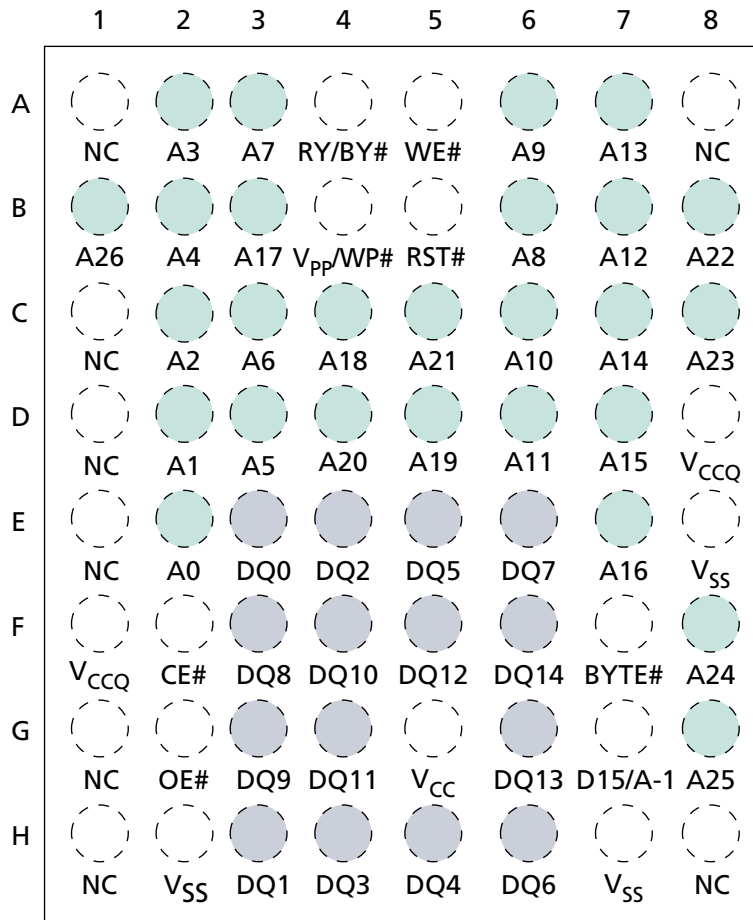 1 2 3 4 5 6 7 8
A
NC A3 A7 RY/BY# WE# A9 A13 NC
B
A26 A4 A17 VPP/WP# RST# A8 A12 A22
C
NC A2 A6 A18 A21 A10 A14 A23
D
NC A1 A5 A20 A19 A11 A15 VCCQ
E
NC A0 DQ0 DQ2 DQ5 DQ7 A16 VSS
F
VCCQ CE# DQ8 DQ10 DQ12 DQ14 BYTE# A24
G
NC OE# DQ9 DQ11 VCC DQ13 D15/A-1 A25
H
NC VSS DQ1 DQ3 DQ4 DQ6 VSS NC